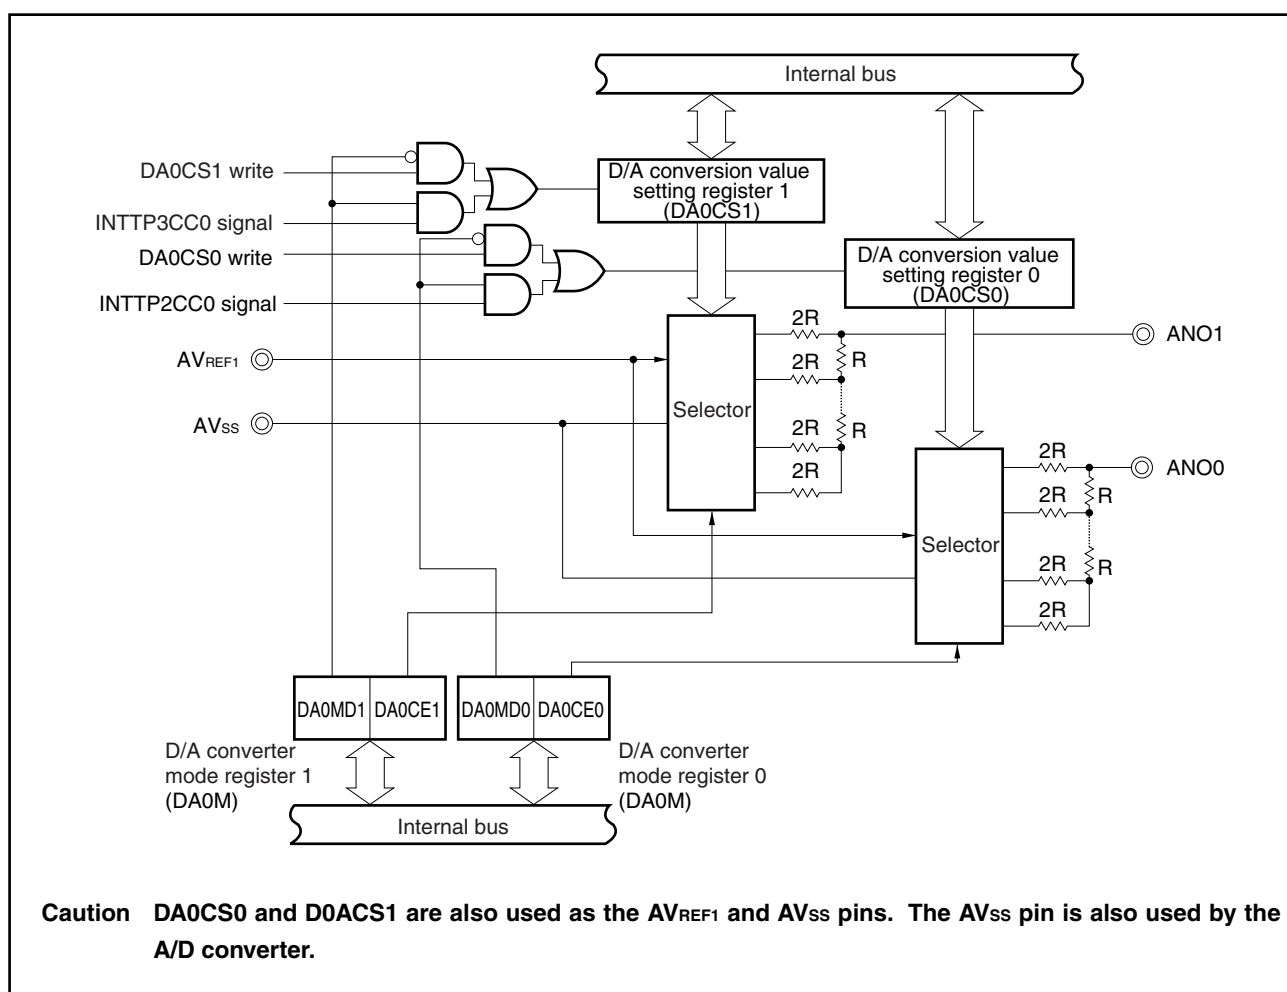 Internal bus
DA0CS1 write
D/A conversion value
setting register 1
(DA0CS1)
INTTP3CC0 signal
DA0CS0 write
D/A conversion value
setting register 0
(DA0CS0)
INTTP2CC0 signal
2R
ANO1
AVREF1
2R
R
Selector
AVSS
2R
R
2R
2R
ANO0
2R
R
Selector
2R
R
2R
DA0MD1
DA0CE1
DA0MD0
DA0CE0
D/A converter
mode register 1
(DA0M)
D/A converter
mode register 0
(DA0M)
Internal bus
Caution DA0CS0 and D0ACS1 are also used as the AVREF1 and AVSS pins. The AVSS pin is also used by the
A/D converter.